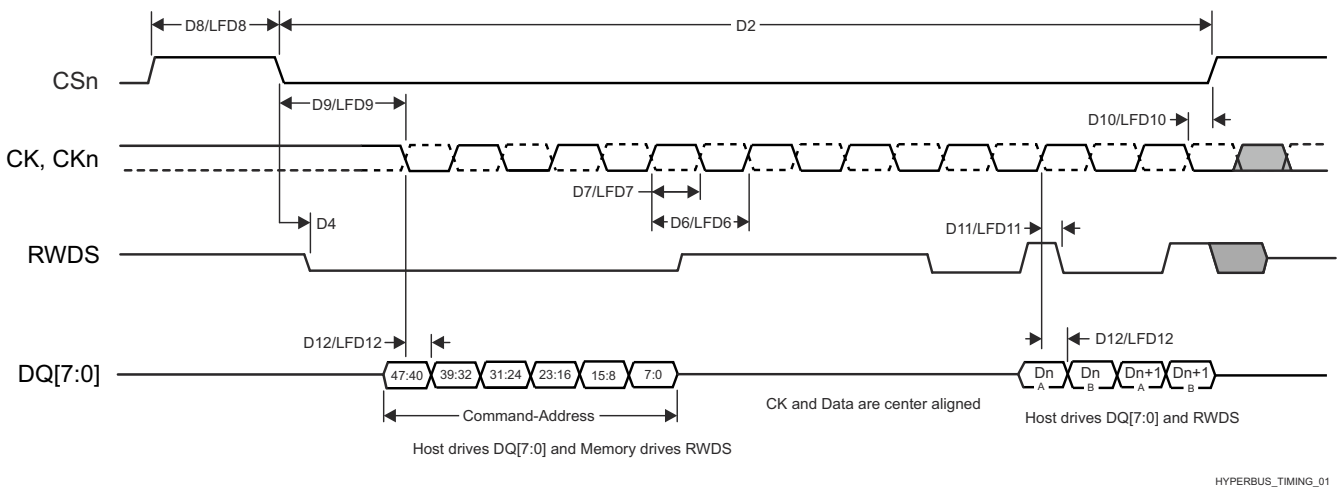 D8/LFD8
D2
CSn
D9/LFD9
D10/LFD10
CK, CKn
D7/LFD7
D6/LFD6
D4
D11/LFD11
RWDS
D12/LFD12
D12/LFD12
DQ[7:0]
47:40 39:32 31:24 23:16 15:8 7:0
Dn A Dn B Dn+1 A Dn+1 B
Command-Address
CK and Data are center aligned
Host drives DQ[7:0] and RWDS
Host drives DQ[7:0] and Memory drives RWDS
HYPERBUS_TIMING_01